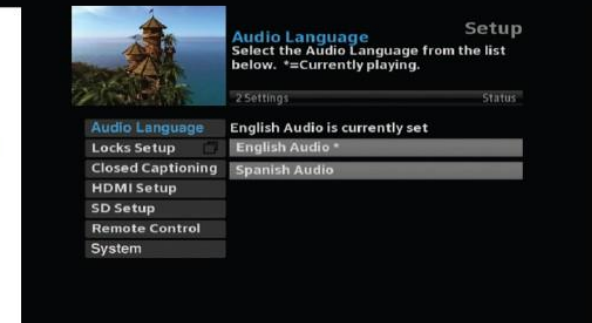 Setup
Audio Language
Select the Audio Language from the list
below. *=Currently playing.
2 Settings Status
Audio Language
English Audio is currently set
Locks Setup
English Audio *
Closed Captioning
Spanish Audio
HDMI Setup
SD Setup
Remote Control
System